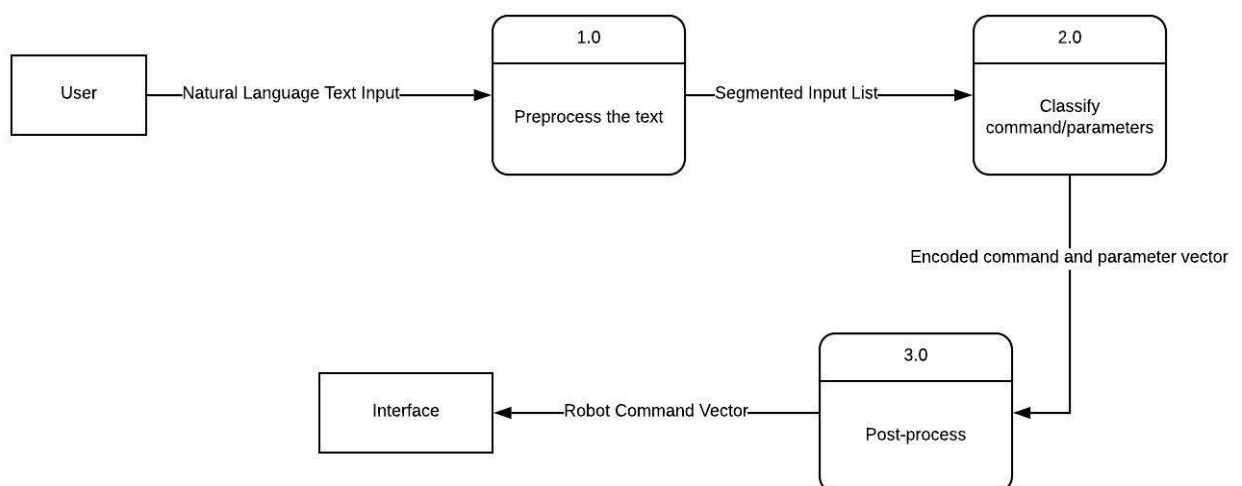 User
Natural Language Text Input
1.0
Preprocess the text
Segmented Input List
2.0
Classify
command/parameters
Encoded command and parameter vector
3.0
Post-process
Robot Command Vector
Interface